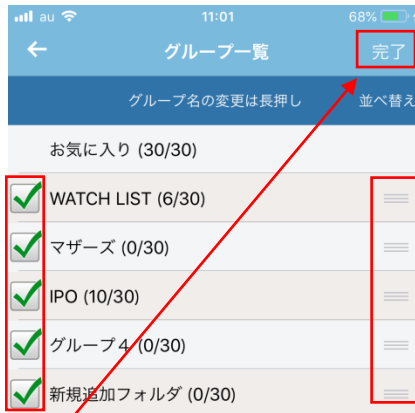 au 11:01 68%
グループ一覧 完了
グループ名の変更は長押し 並べ替え
お気に入り (30/30)
WATCH LIST (6/30)
マザーズ (0/30)
IPO (10/30)
グループ4 (0/30)
新規追加フォルダ (0/30)